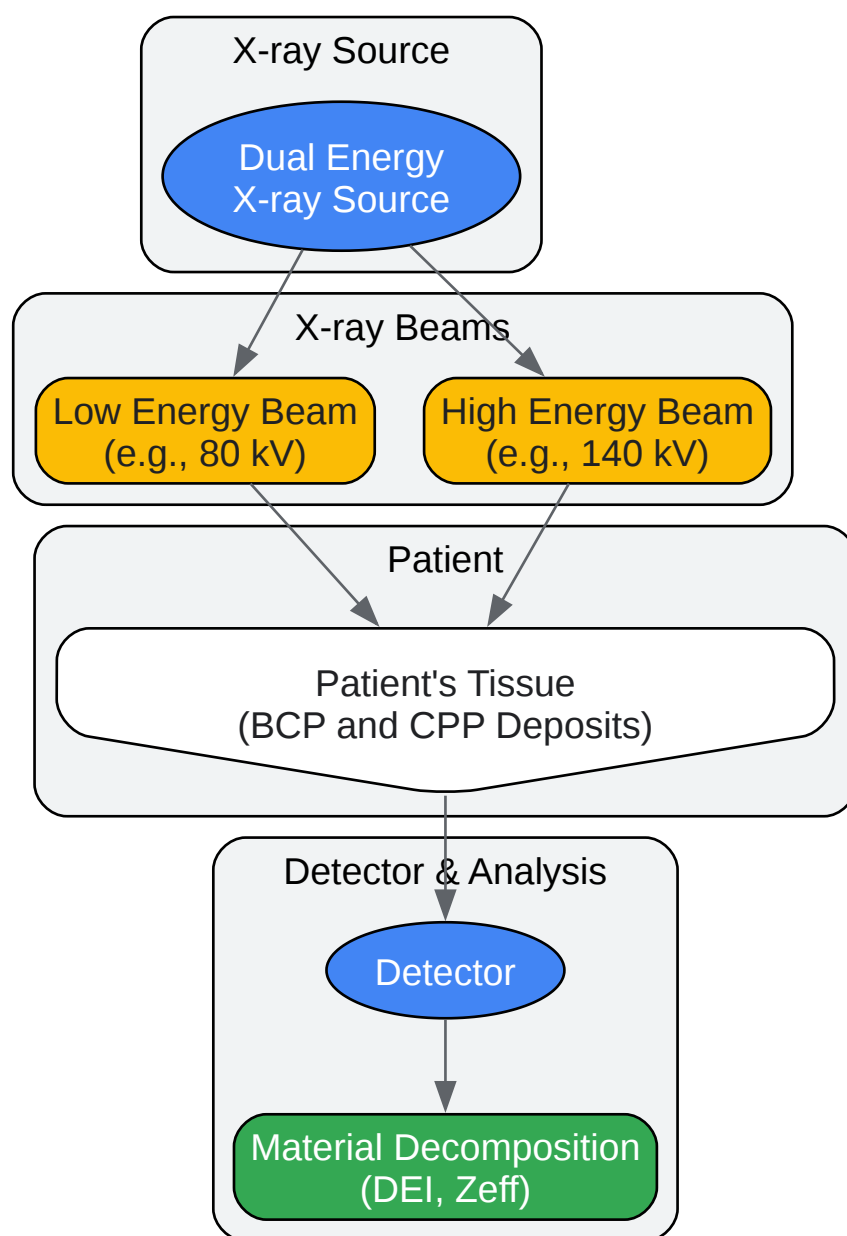 X-ray Source
Dual Energy
X-ray Source
X-ray Beams
Low Energy Beam
(e.g., 80 kV)
High Energy Beam
(e.g., 140 kV)
Patient
Patient's Tissue
(BCP and CPP Deposits)
Detector & Analysis
Detector
Material Decomposition
(DEI, Zeff)